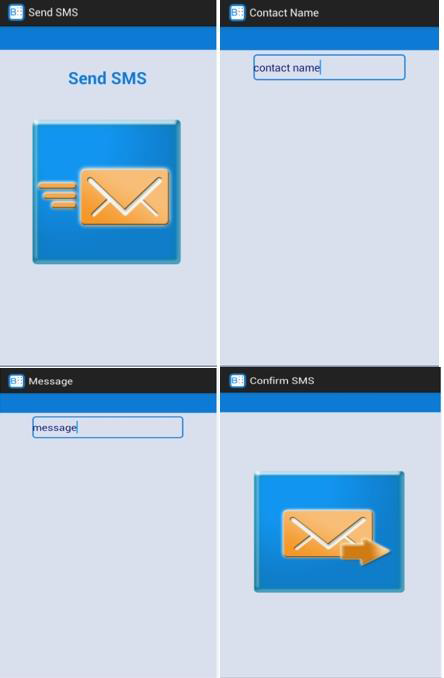 Send SMS
Send SMS
Contact Name
contact name
Message
message
Confirm SMS